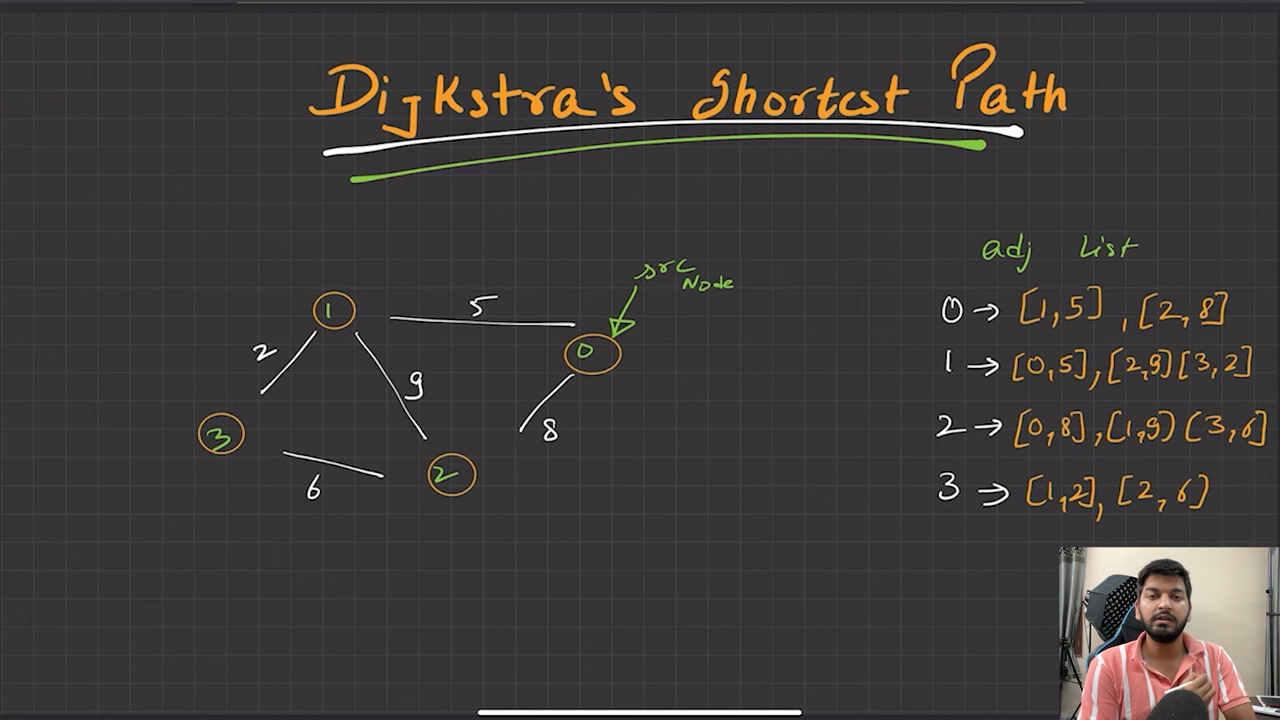 Dijkstra's Shortest Path
adj List
src
Node
0 → [1,5] , [2,8]
1 → [0,5], [2,9) [3,2]
2 → [0,8], (1,9) (3,6]
3 → [1,2], [2,6)
1
5
0
2
9
8
3
2
6